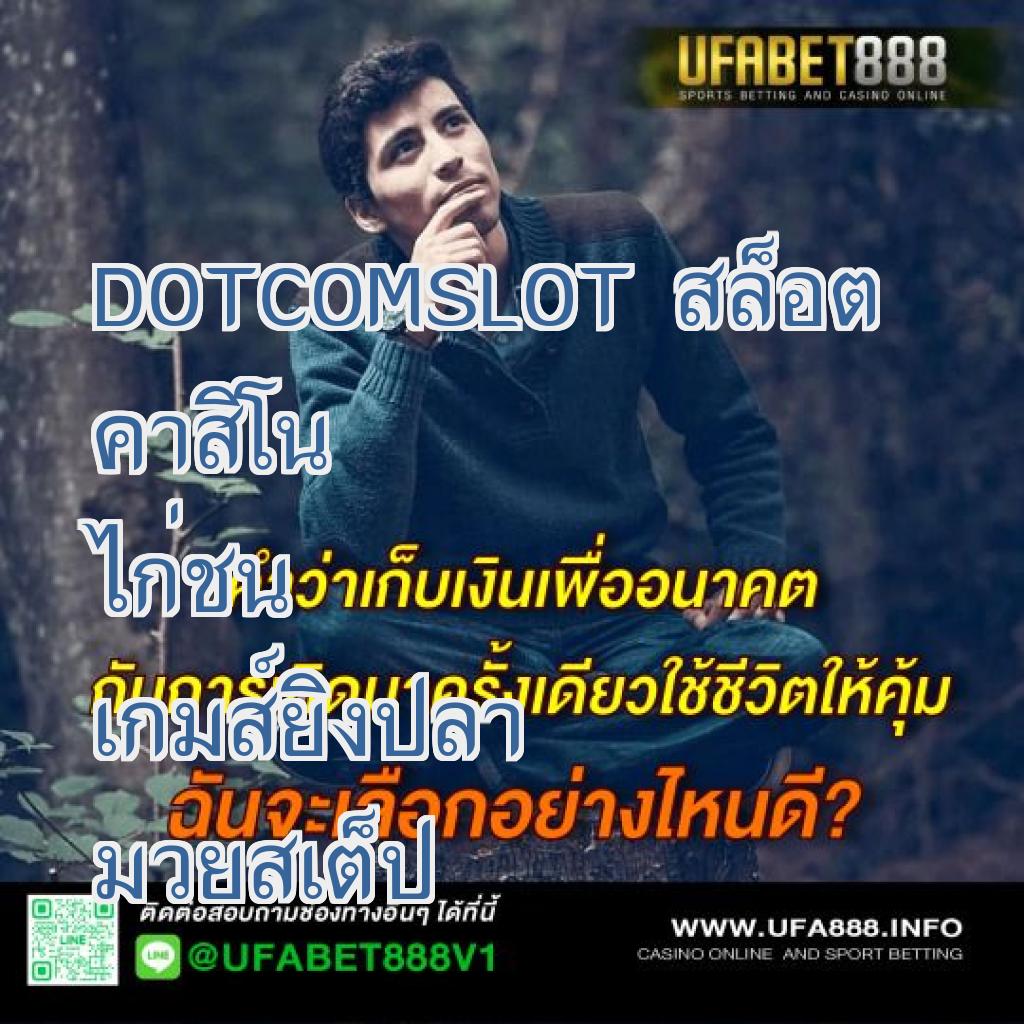 UFABET888
SPORTS BETTING AND CASINO ONLINE
DOTCOMSLOT สล็อต
คาสิโน
ไก่ชน
ว่าเก็บเงินเพื่ออนาคต
เกมส์ยิงปลา
ครั้งเดียวใช้ชีวิตให้คุ้ม
ฉันจะเลือกอย่างไหนดี?
มวยสเต็ป
ติดต่อสอบถามช่องทางอื่นๆ ได้ที่นี้
LINE
LINE @UFABET888V1
WWW.UFA888.INFO
CASINO ONLINE AND SPORT BETTING